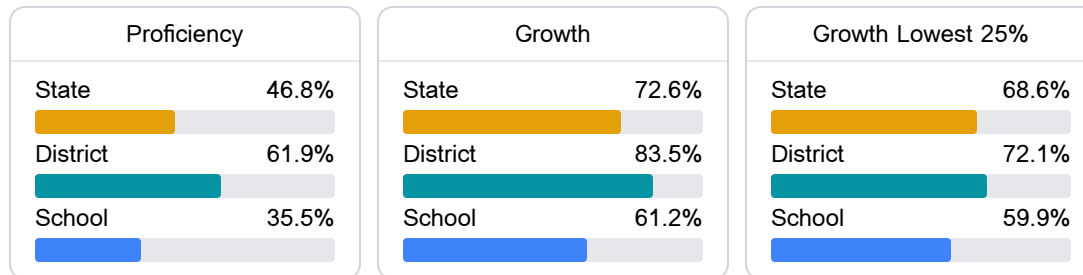 Proficiency
State 46.8%
District 61.9%
School 35.5%
Growth
State 72.6%
District 83.5%
School 61.2%
Growth Lowest 25%
State 68.6%
District 72.1%
School 59.9%